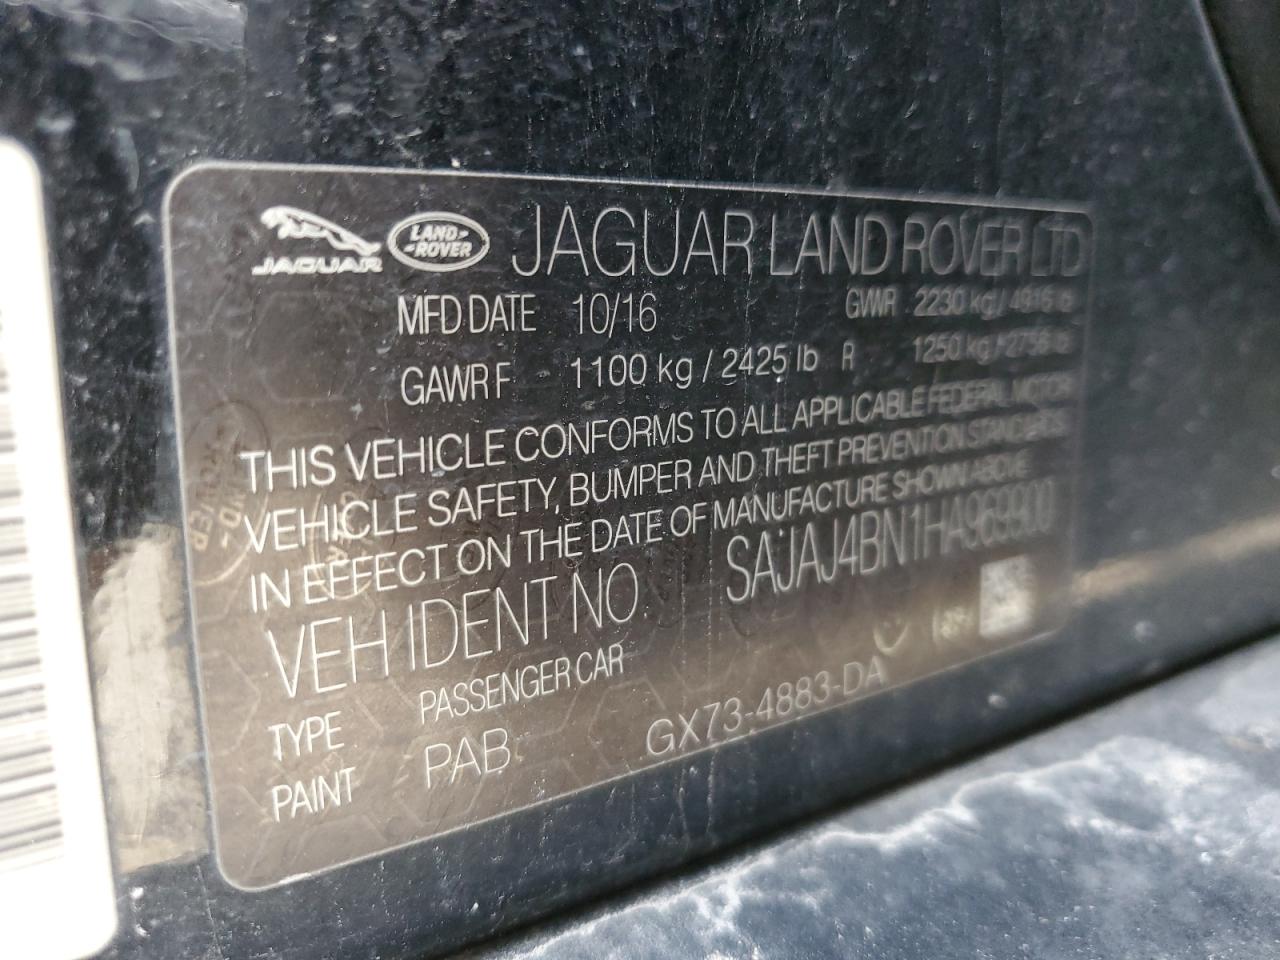 JAGUAR LAND-ROVER JAGUAR LAND ROVER LTD
MFD DATE 10/16 GVWR 2230 kg / 4916 lb
GAWR F 1100 kg / 2425 lb R 1250 kg / 2756 lb
THIS VEHICLE CONFORMS TO ALL APPLICABLE FEDERAL MOTOR
VEHICLE SAFETY, BUMPER AND THEFT PREVENTION STANDARDS
IN EFFECT ON THE DATE OF MANUFACTURE SHOWN ABOVE
VEH IDENT NO.
TYPE PASSENGER CAR
PAINT PAB GX73-4883-DA